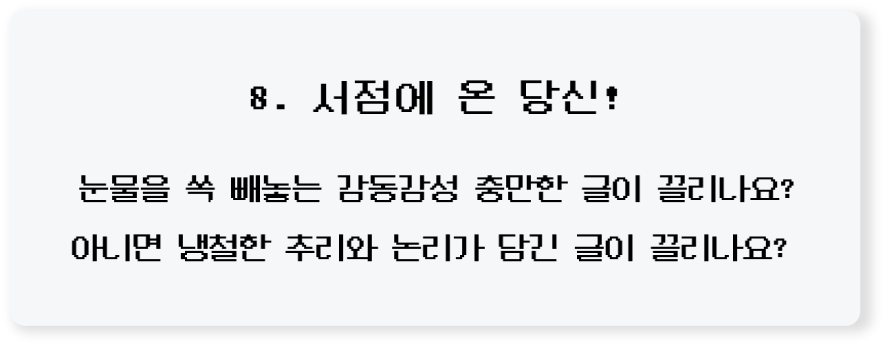 8. 서점에 온 당신!
눈물을 쏙 빼놓는 감동감성 충만한 글이 끌리나요?
아니면 냉철한 추리와 논리가 담긴 글이 끌리나요?